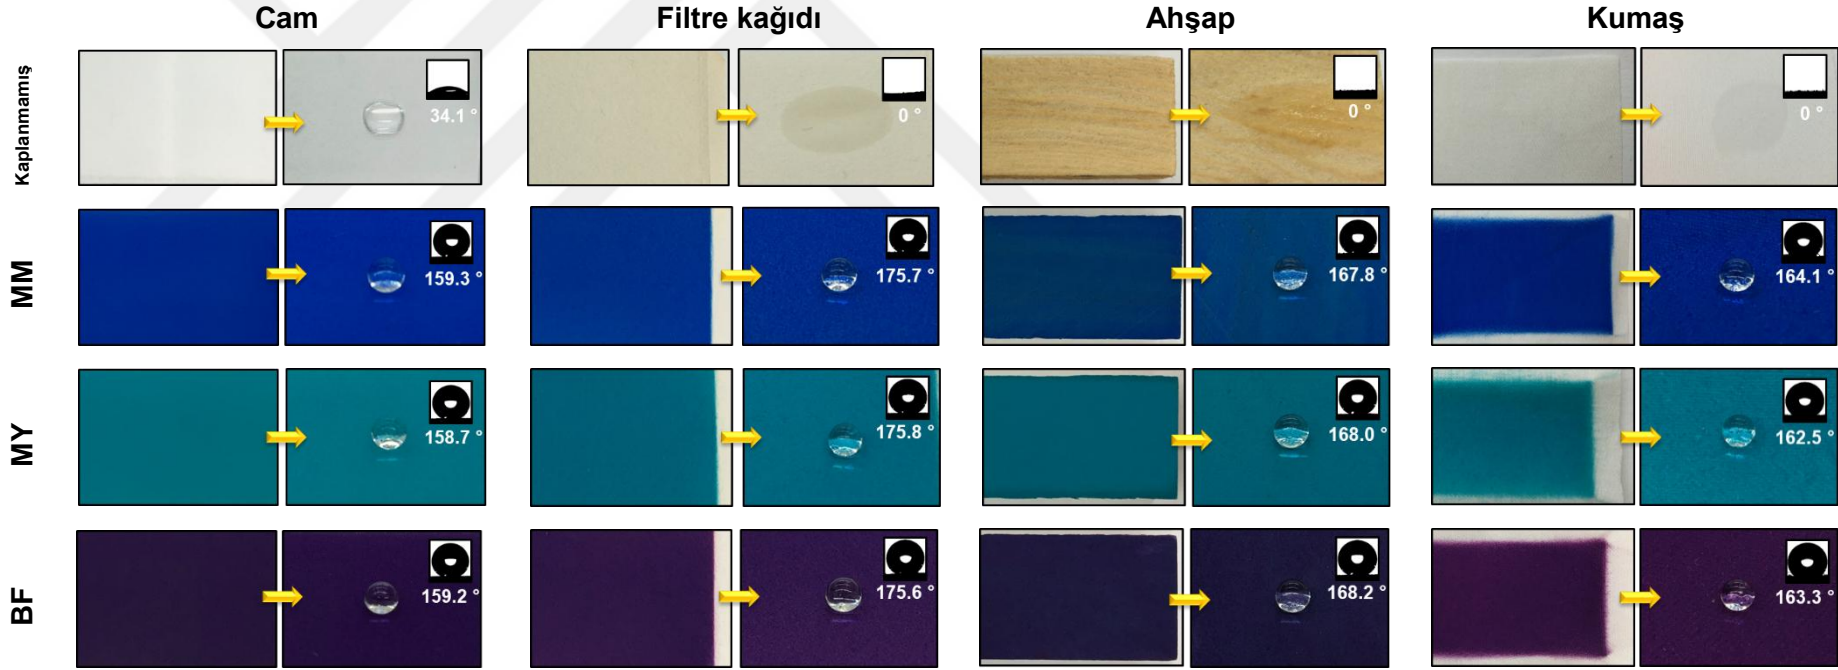 Cam Filtre kağıdı Ahşap Kumaş
Kaplanmamış
34.1 ° 0 ° 0 ° 0 °
MM
159.3 ° 175.7 ° 167.8 ° 164.1 °
MY
158.7 ° 175.8 ° 168.0 ° 162.5 °
BF
159.2 ° 175.6 ° 168.2 ° 163.3 °